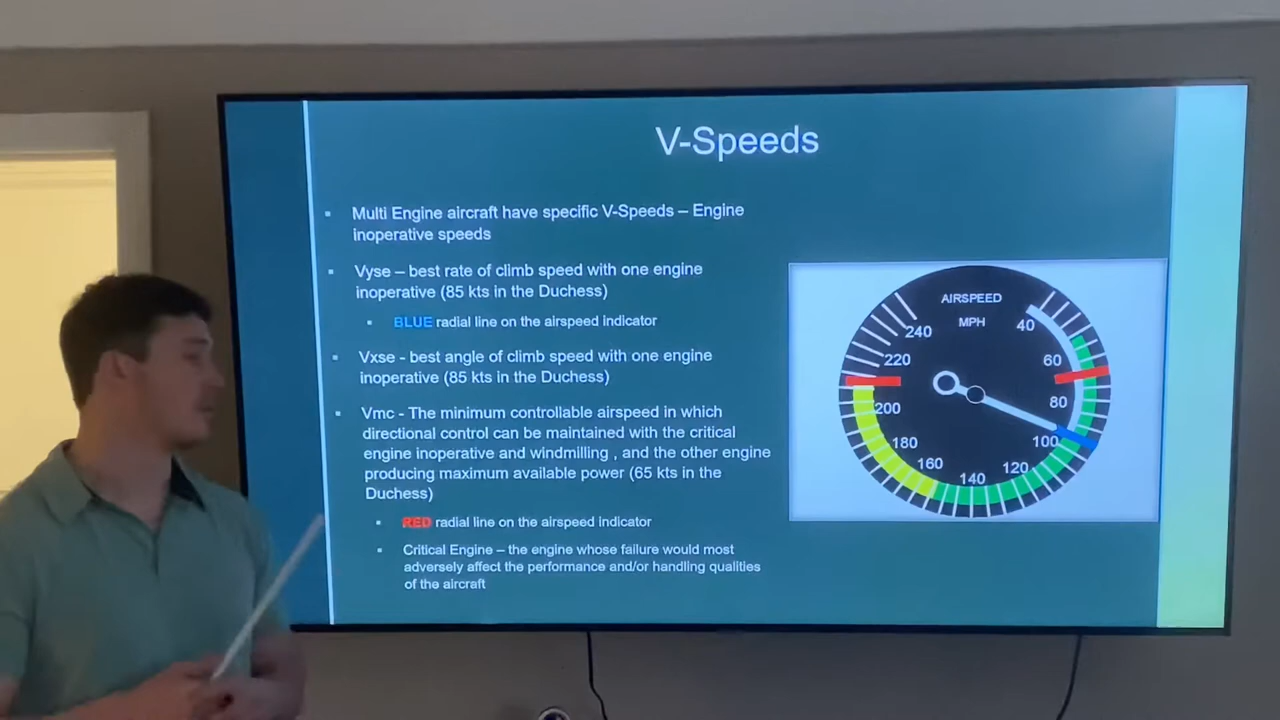 V-Speeds
Multi Engine aircraft have specific V-Speeds – Engine
inoperative speeds
Vyse – best rate of climb speed with one engine
inoperative (85 kts in the Duchess)
BLUE radial line on the airspeed indicator
Vxse - best angle of climb speed with one engine
inoperative (85 kts in the Duchess)
Vmc - The minimum controllable airspeed in which
directional control can be maintained with the critical
engine inoperative and windmilling , and the other engine
producing maximum available power (65 kts in the
Duchess)
RED radial line on the airspeed indicator
Critical Engine – the engine whose failure would most
adversely affect the performance and/or handling qualities
of the aircraft
AIRSPEED
MPH
40
60
80
100
120
140
160
180
200
220
240